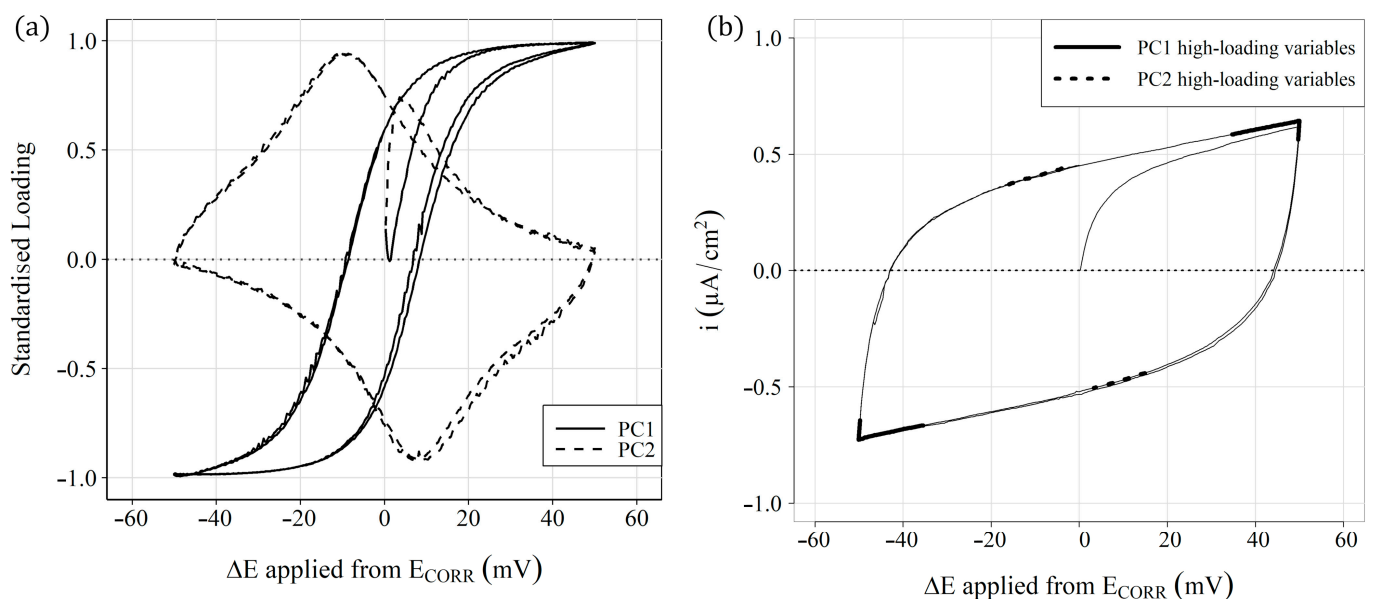 (a)
1.0
0.5
0.0
−0.5
−1.0
Standardised Loading
PC1
PC2
−60
−40
−20
0
20
40
60
ΔE applied from E_CORR (mV)
(b)
1.0
0.5
0.0
−0.5
−1.0
i (μA/cm²)
PC1 high-loading variables
PC2 high-loading variables
−60
−40
−20
0
20
40
60
ΔE applied from E_CORR (mV)